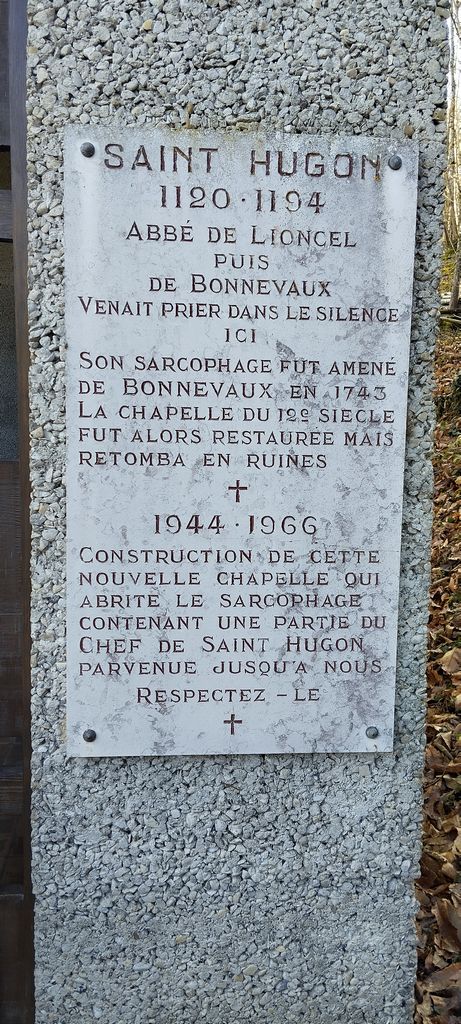 SAINT HUGON
1120 · 1194
ABBÉ DE LIONCEL
PUIS
DE BONNEVAUX
VENAIT PRIER DANS LE SILENCE
ICI
SON SARCOPHAGE FUT AMENÉ
DE BONNEVAUX EN 1743
LA CHAPELLE DU 12e SIECLE
FUT ALORS RESTAURÉE MAIS
RETOMBA EN RUINES
1944 · 1966
CONSTRUCTION DE CETTE
NOUVELLE CHAPELLE QUI
ABRITE LE SARCOPHAGE
CONTENANT UNE PARTIE DU
CHEF DE SAINT HUGON
PARVENUE JUSQU'A NOUS
RESPECTEZ - LE